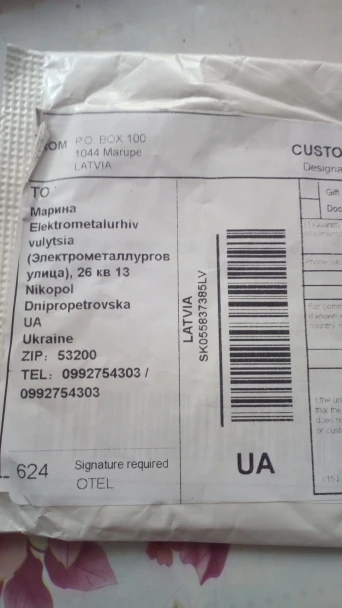 OM P.O. BOX 100
1044 Marupe
LATVIA
CUSTO
Designa
TO
Марина
Elektrometalurhiv
vulytsia
(Электрометаллургов
улица), 26 кв 13
Nikopol
Dnipropetrovska
UA
Ukraine
ZIP: 53200
TEL: 0992754303 /
0992754303
LATVIA
SK055837385LV
UA
Gift
Doc
624
Signature required
OTEL